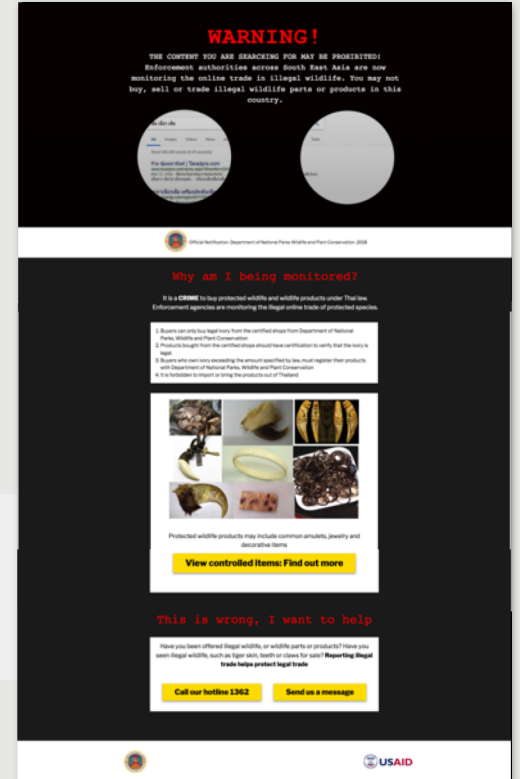 WARNING!
THE CONTENT YOU ARE SEARCHING FOR MAY BE PROHIBITED!
Enforcement authorities across South East Asia are now
monitoring the online trade in illegal wildlife. You may not
buy, sell or trade illegal wildlife parts or products in this
country.
Official Notification: Department of National Parks Wildlife and Plant Conservation. 2018
Why am I being monitored?
It is a CRIME to buy protected wildlife and wildlife products under Thai law.
Enforcement agencies are monitoring the illegal online trade of protected species.
1. Buyers can only buy legal ivory from the certified shops from Department of National
Parks, Wildlife and Plant Conservation
2. Products bought from the certified shops should have certification to verify that the ivory is
legal
3. Buyers who own ivory exceeding the amount specified by law, must register their products
with Department of National Parks, Wildlife and Plant Conservation
4. It is forbidden to import or bring the products out of Thailand
Protected wildlife products may include common amulets, jewelry and
decorative items
View controlled items: Find out more
This is wrong, I want to help
Have you been offered illegal wildlife, or wildlife parts or products? Have you
seen illegal wildlife, such as tiger skin, teeth or claws for sale? Reporting illegal
trade helps protect legal trade
Call our hotline 1362
Send us a message
USAID